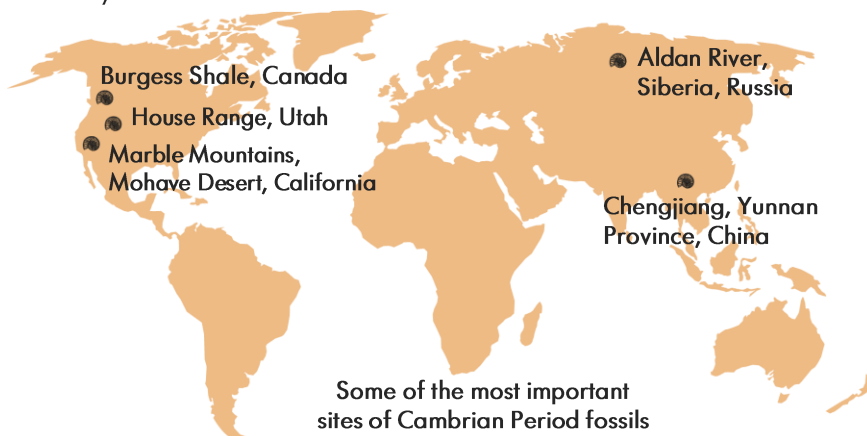 Burgess Shale, Canada
House Range, Utah
Marble Mountains,
Mohave Desert, California
Aldan River,
Siberia, Russia
Chengjiang, Yunnan
Province, China
Some of the most important
sites of Cambrian Period fossils